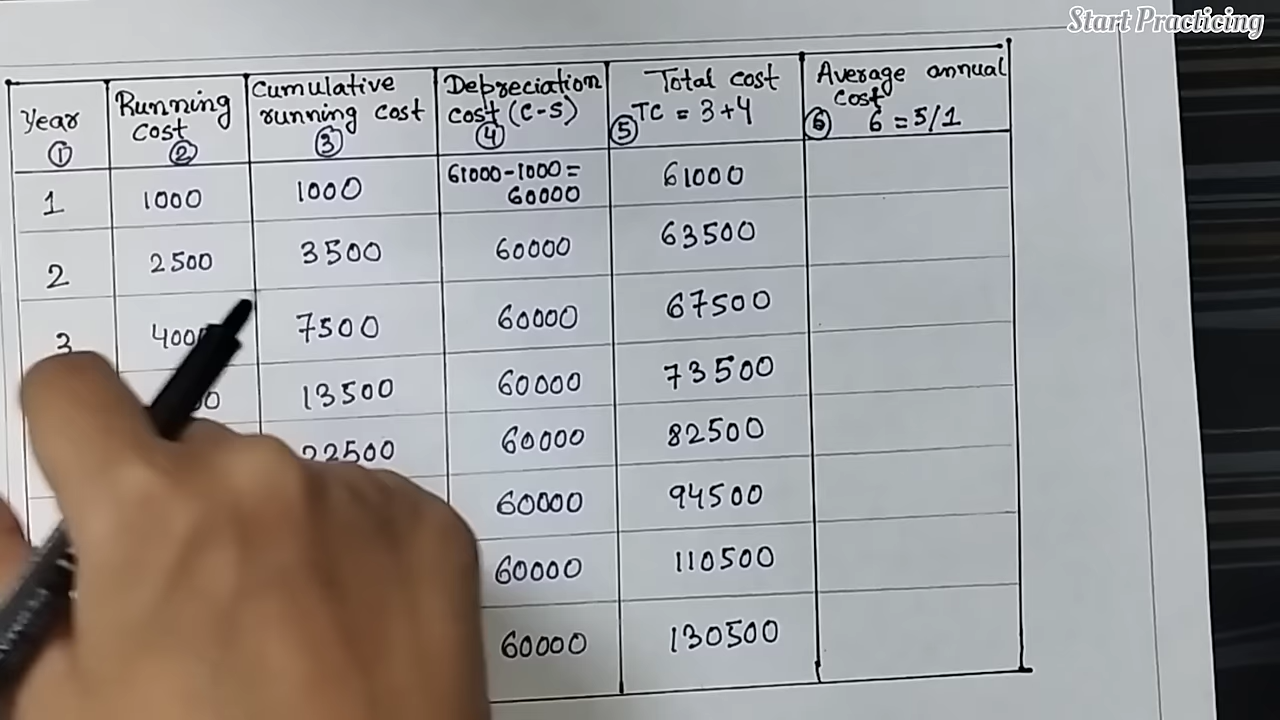 Start Practicing
Year
①
Running
cost
②
Cumulative
running cost
③
Depreciation
cost (C-S)
④
Total cost
⑤ TC = 3+4
Average annual
cost
⑥ 6 = 5/1
1
1000
1000
61000-1000=
60000
61000
2
2500
3500
60000
63500
3
7500
60000
67500
13500
60000
73500
22500
60000
82500
60000
94500
60000
110500
60000
130500